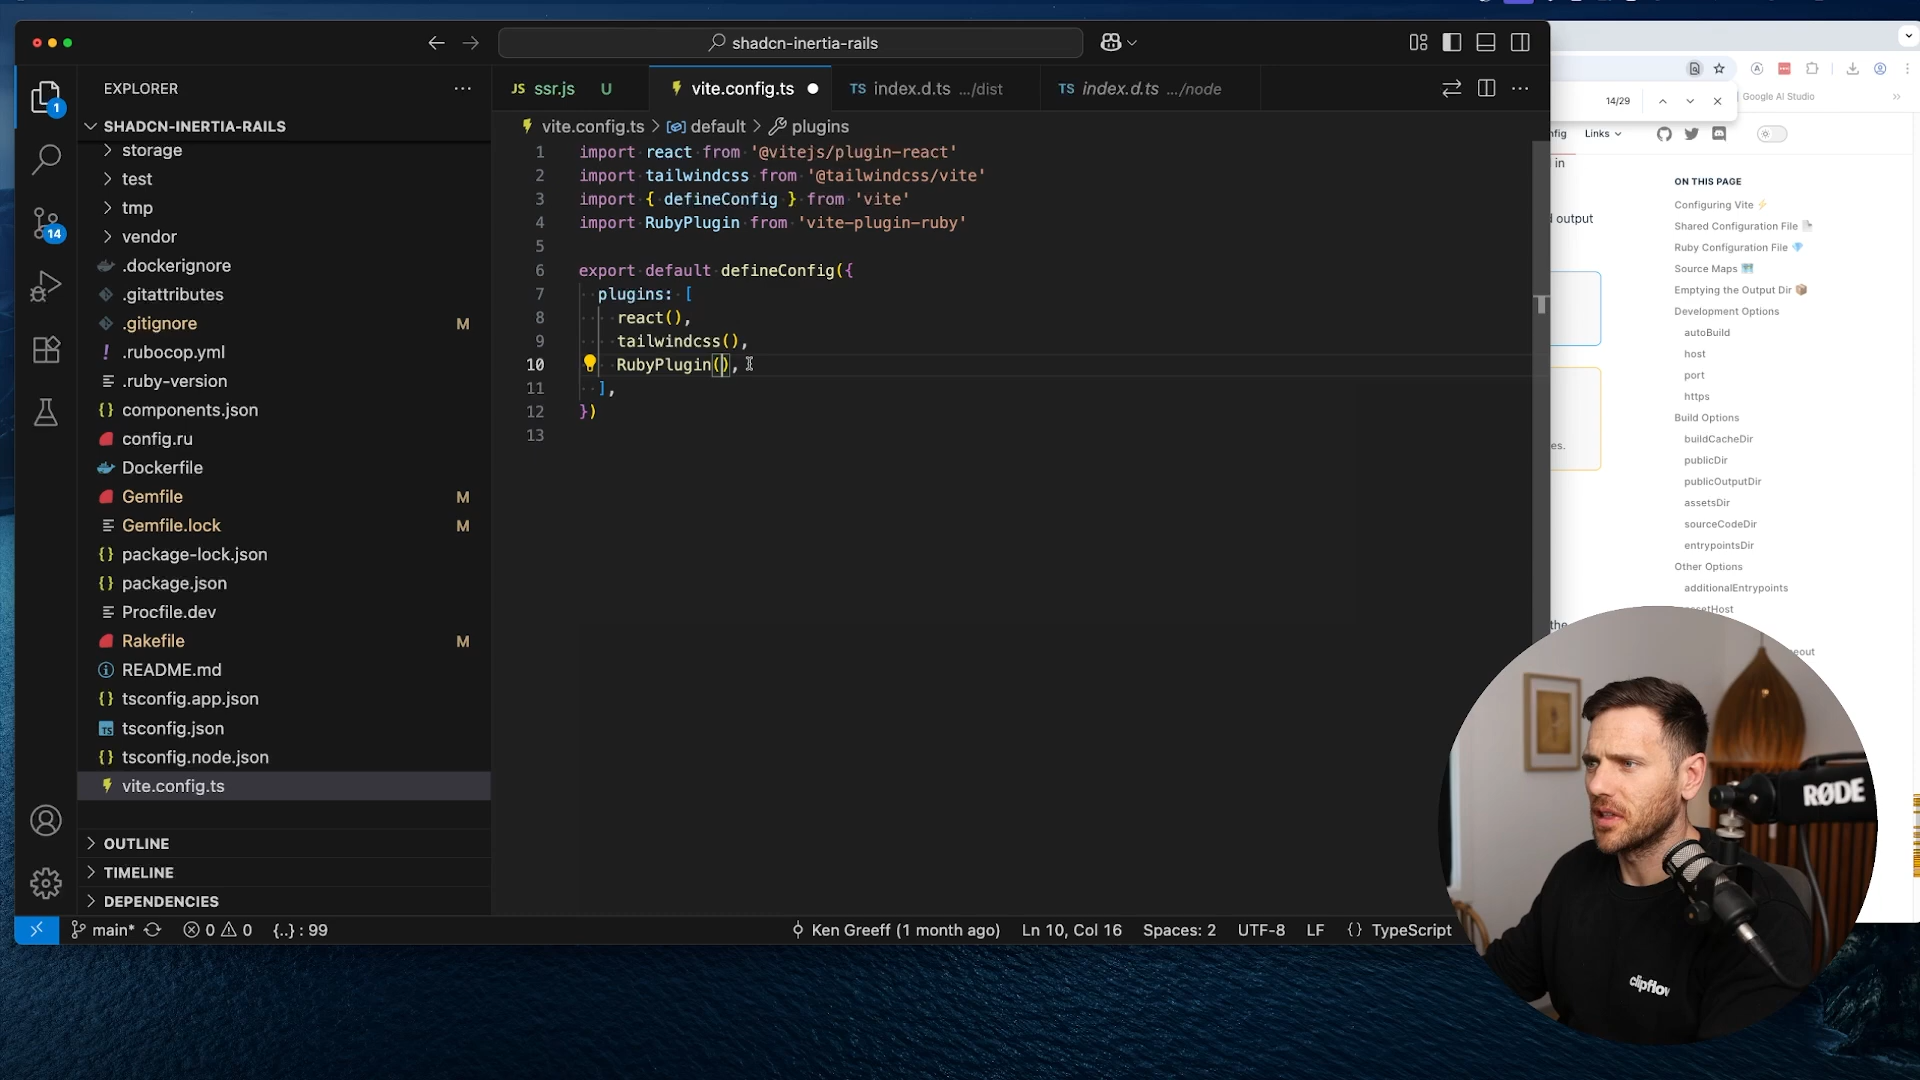 shadcn-inertia-rails
EXPLORER
JS ssr.js U
vite.config.ts
TS index.d.ts .../dist
TS index.d.ts .../node
SHADCN-INERTIA-RAILS
storage
test
tmp
vendor
.dockerignore
.gitattributes
.gitignore M
.rubocop.yml
.ruby-version
components.json
config.ru
Dockerfile
Gemfile M
Gemfile.lock M
package-lock.json
package.json
Procfile.dev
Rakefile M
README.md
tsconfig.app.json
tsconfig.json
tsconfig.node.json
vite.config.ts
OUTLINE
TIMELINE
DEPENDENCIES
1
14
vite.config.ts > default > plugins
1 import react from '@vitejs/plugin-react'
2 import tailwindcss from '@tailwindcss/vite'
3 import { defineConfig } from 'vite'
4 import RubyPlugin from 'vite-plugin-ruby'
5
6 export default defineConfig({
7 plugins: [
8 react(),
9 tailwindcss(),
10 RubyPlugin(),
11 ],
12 })
13
main*
0 0
{..} : 99
Ken Greeff (1 month ago)
Ln 10, Col 16
Spaces: 2
UTF-8
LF
{} TypeScript
14/29
Google AI Studio
Links
in
d output
es.
the
ON THIS PAGE
Configuring Vite ⚡
Shared Configuration File
Ruby Configuration File 💎
Source Maps
Emptying the Output Dir 📦
Development Options
autoBuild
host
port
https
Build Options
buildCacheDir
publicDir
publicOutputDir
assetsDir
sourceCodeDir
entrypointsDir
Other Options
additionalEntrypoints
assetHost
eout
RØDE
clipflow